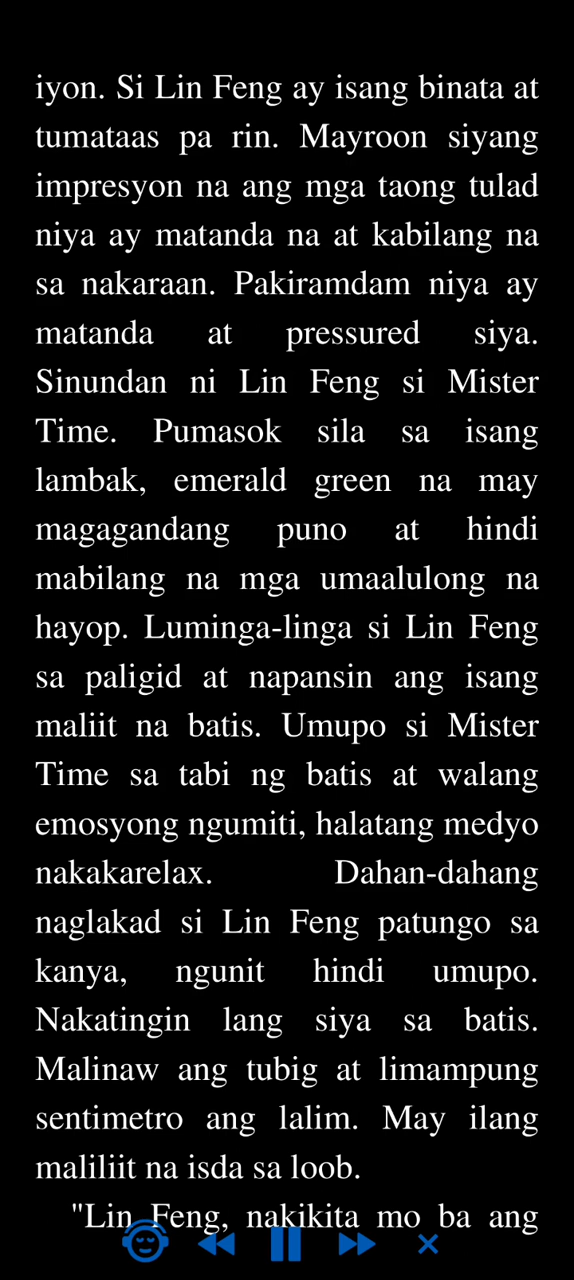 iyon. Si Lin Feng ay isang binata at
tumataas pa rin. Mayroon siyang
impresyon na ang mga taong tulad
niya ay matanda na at kabilang na
sa nakaraan. Pakiramdam niya ay
matanda at pressured siya.
Sinundan ni Lin Feng si Mister
Time. Pumasok sila sa isang
lambak, emerald green na may
magagandang puno at hindi
mabilang na mga umaalulong na
hayop. Luminga-linga si Lin Feng
sa paligid at napansin ang isang
maliit na batis. Umupo si Mister
Time sa tabi ng batis at walang
emosyong ngumiti, halatang medyo
nakakarelax. Dahan-dahang
naglakad si Lin Feng patungo sa
kanya, ngunit hindi umupo.
Nakatingin lang siya sa batis.
Malinaw ang tubig at limampung
sentimetro ang lalim. May ilang
maliliit na isda sa loob.
"Lin Feng, nakikita mo ba ang